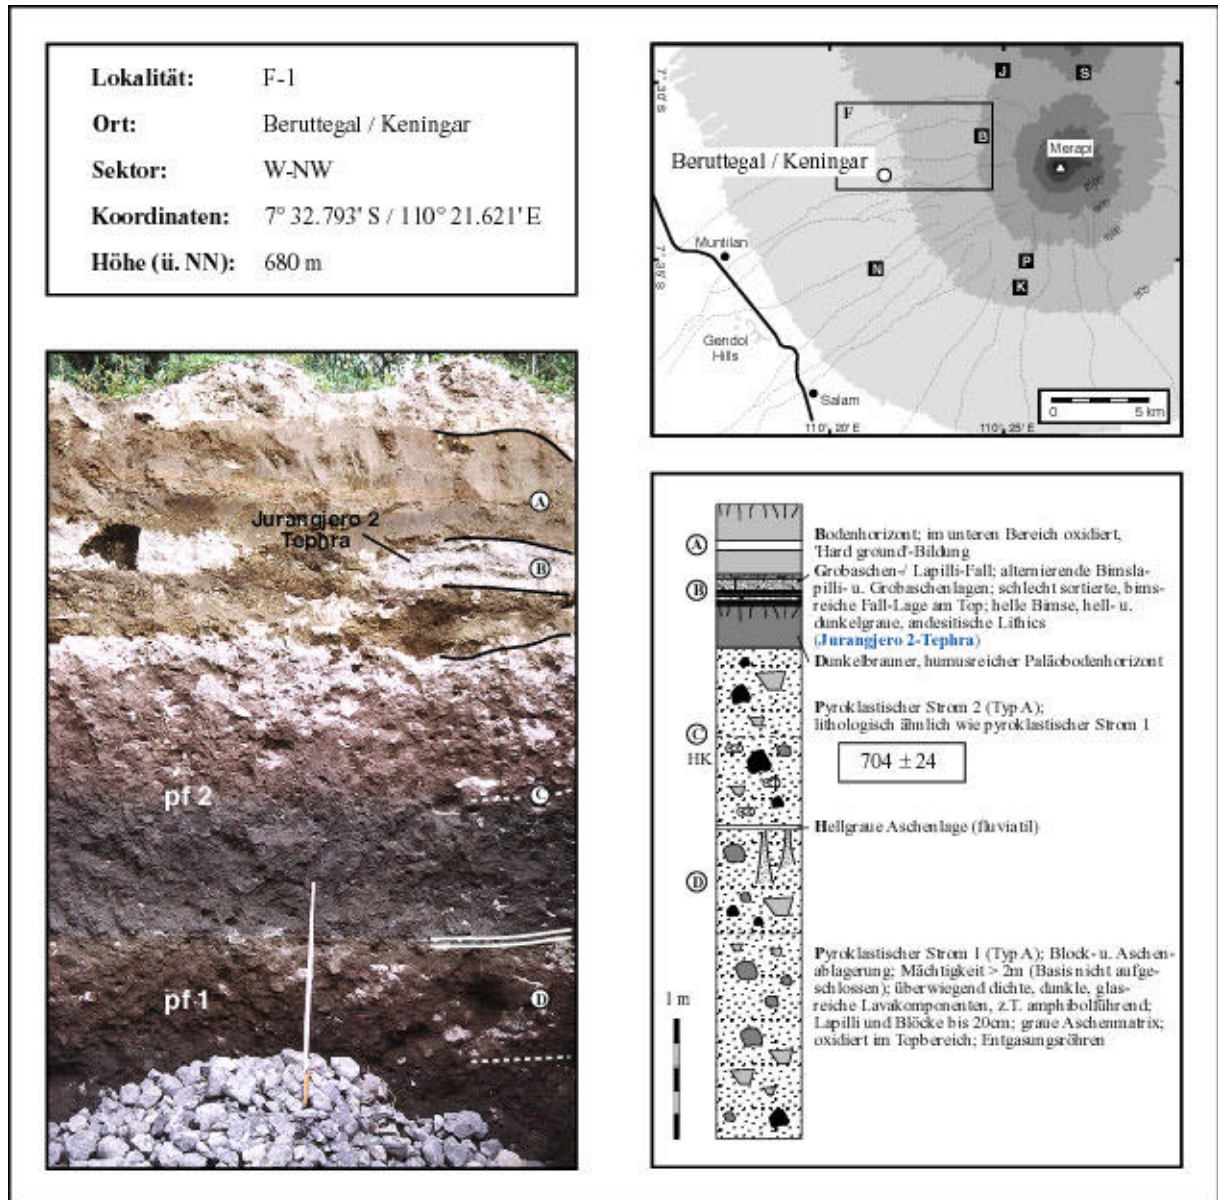 Lokalität: F-1
Ort: Beruttegal / Keningar
Sektor: W-NW
Koordinaten: 7° 32.793' S / 110° 21.621' E
Höhe (ü. NN): 680 m
7° 30' S
J
S
F
B
Merapi
Beruttegal / Keningar
Muntilan
7° 35' S
N
P
K
Gendol
Hills
Salam
0 5 km
110° 20' E 110° 25' E
A
Jurangjero 2
Tephra
B
pf 2
C
pf 1
D
A
Bodenhorizont; im unteren Bereich oxidiert,
'Hard ground'-Bildung
B
Grobaschen-/ Lapilli-Fall; alternierende Bimsla-
pilli- u. Grobaschenlagen; schlecht sortierte, bims-
reiche Fall-Lage am Top; helle Bimse, hell- u.
dunkelgraue, andesitische Lithics
(Jurangjero 2-Tephra)
Dunkelbrauner, humusreicher Paläobodenhorizont
C
HK
Pyroklastischer Strom 2 (Typ A);
lithologisch ähnlich wie pyroklastischer Strom 1
704 ± 24
Hellgraue Aschenlage (fluviatil)
D
Pyroklastischer Strom 1 (Typ A); Block- u. Aschen-
ablagerung; Mächtigkeit > 2m (Basis nicht aufge-
schlossen); überwiegend dichte, dunkle, glas-
reiche Lavakomponenten, z.T. amphibolführend;
Lapilli und Blöcke bis 20cm; graue Aschenmatrix;
oxidiert im Topbereich; Entgasungsröhren
1 m